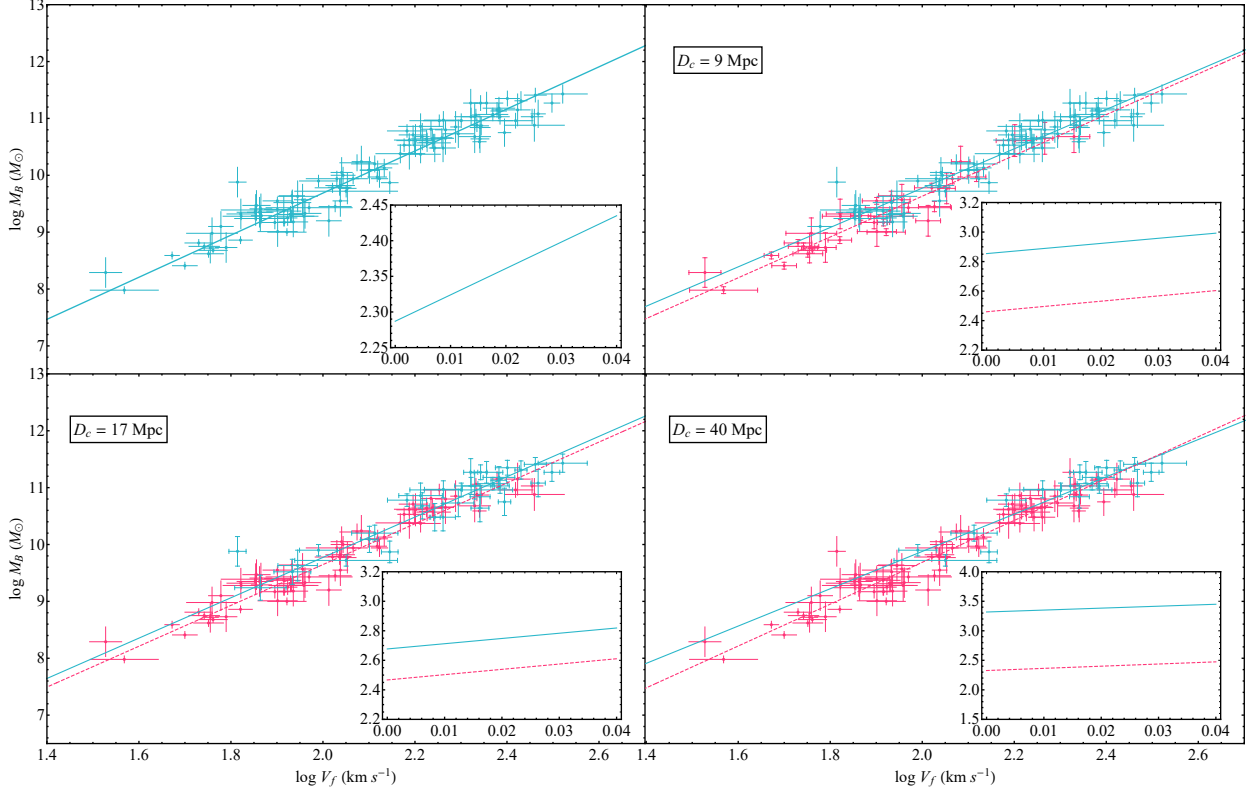 13
12
11
10
9
8
7
log M_B (M_⊙)
2.45
2.40
2.35
2.30
2.25
0.00 0.01 0.02 0.03 0.04
D_c = 9 Mpc
3.2
3.0
2.8
2.6
2.4
2.2
0.00 0.01 0.02 0.03 0.04
13
12
11
10
9
8
7
log M_B (M_⊙)
D_c = 17 Mpc
3.2
3.0
2.8
2.6
2.4
2.2
0.00 0.01 0.02 0.03 0.04
1.4 1.6 1.8 2.0 2.2 2.4 2.6
log V_f (km s⁻¹)
D_c = 40 Mpc
4.0
3.5
3.0
2.5
2.0
1.5
0.00 0.01 0.02 0.03 0.04
1.4 1.6 1.8 2.0 2.2 2.4 2.6
log V_f (km s⁻¹)